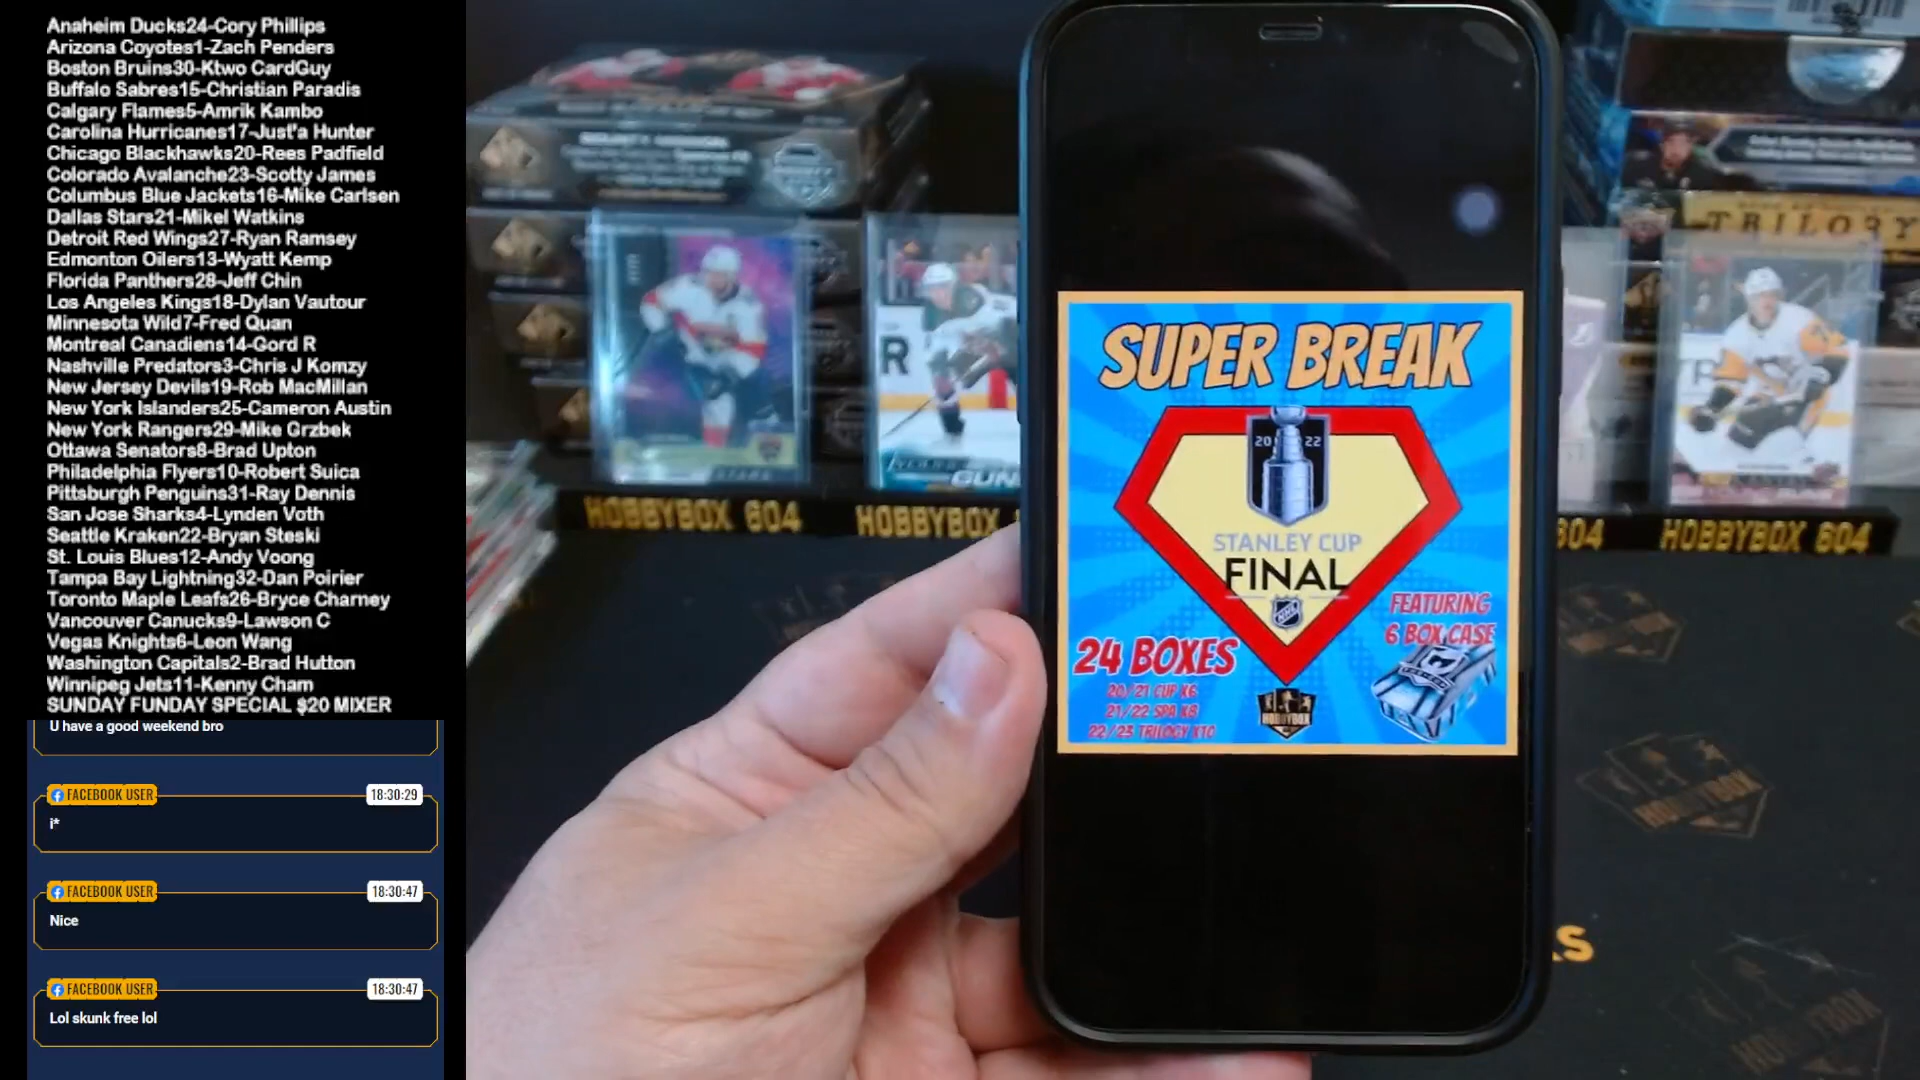 Anaheim Ducks24-Cory Phillips
Arizona Coyotes1-Zach Penders
Boston Bruins30-Ktwo CardGuy
Buffalo Sabres15-Christian Paradis
Calgary Flames5-Amrik Kambo
Carolina Hurricanes17-Just'a Hunter
Chicago Blackhawks20-Rees Padfield
Colorado Avalanche23-Scotty James
Columbus Blue Jackets16-Mike Carlsen
Dallas Stars21-Mikel Watkins
Detroit Red Wings27-Ryan Ramsey
Edmonton Oilers13-Wyatt Kemp
Florida Panthers28-Jeff Chin
Los Angeles Kings18-Dylan Vautour
Minnesota Wild7-Fred Quan
Montreal Canadiens14-Gord R
Nashville Predators3-Chris J Komzy
New Jersey Devils19-Rob MacMillan
New York Islanders25-Cameron Austin
New York Rangers29-Mike Grzbek
Ottawa Senators8-Brad Upton
Philadelphia Flyers10-Robert Suica
Pittsburgh Penguins31-Ray Dennis
San Jose Sharks4-Lynden Voth
Seattle Kraken22-Bryan Steski
St. Louis Blues12-Andy Voong
Tampa Bay Lightning32-Dan Poirier
Toronto Maple Leafs26-Bryce Charney
Vancouver Canucks9-Lawson C
Vegas Knights6-Leon Wang
Washington Capitals2-Brad Hutton
Winnipeg Jets11-Kenny Cham
SUNDAY FUNDAY SPECIAL $20 MIXER
U have a good weekend bro
FACEBOOK USER 18:30:29
i*
FACEBOOK USER 18:30:47
Nice
FACEBOOK USER 18:30:47
Lol skunk free lol
SUPER BREAK
20 22
STANLEY CUP
FINAL
NHL
FEATURING
6 BOX CASE
24 BOXES
20/21 CUP X6
21/22 SPA X8
22/23 TRILOGY X10
HOBBYBOX
TRILOGY
HOBBYBOX 604
HOBBYBOX
604
HOBBYBOX 604
HOBBYBOX